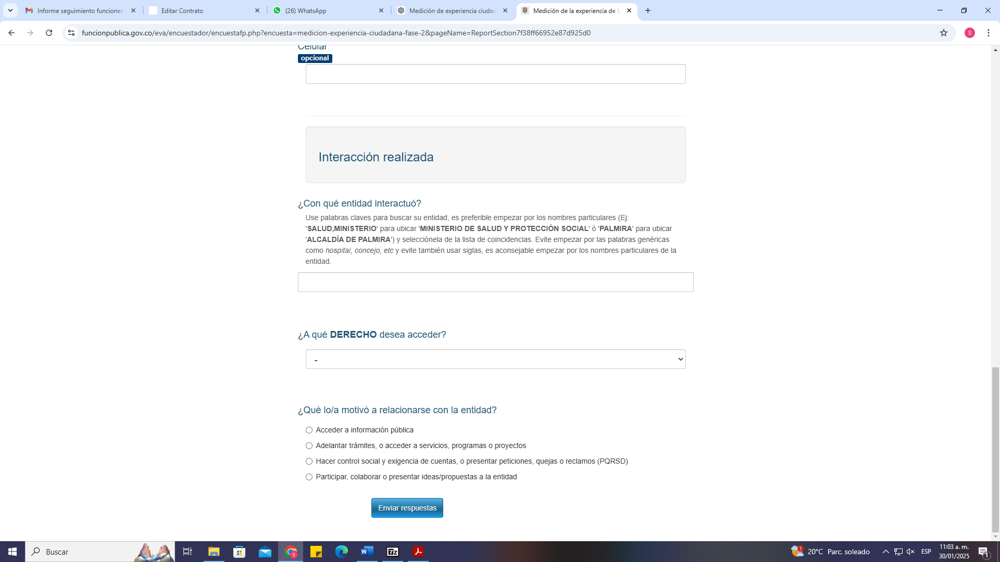 Informe seguimiento funciones
Editar Contrato
(26) WhatsApp
Medición de experiencia ciudad
Medición de la experiencia de l
funcionpublica.gov.co/eva/encuestador/encuestafp.php?encuesta=medicion-experiencia-ciudadana-fase-2&pageName=ReportSection7f38ff66952e87d925d0
S
Celular
opcional
Interacción realizada
¿Con qué entidad interactuó?
Use palabras claves para buscar su entidad, es preferible empezar por los nombres particulares (Ej:
'SALUD,MINISTERIO' para ubicar 'MINISTERIO DE SALUD Y PROTECCIÓN SOCIAL' ó 'PALMIRA' para ubicar
'ALCALDÍA DE PALMIRA') y selecciónela de la lista de coincidencias. Evite empezar por las palabras genéricas
como hospital, concejo, etc y evite también usar siglas, es aconsejable empezar por los nombres particulares de la
entidad.
¿A qué DERECHO desea acceder?
-
¿Qué lo/a motivó a relacionarse con la entidad?
Acceder a información pública
Adelantar trámites, o acceder a servicios, programas o proyectos
Hacer control social y exigencia de cuentas, o presentar peticiones, quejas o reclamos (PQRSD)
Participar, colaborar o presentar ideas/propuestas a la entidad
Enviar respuestas
Buscar
S
W
7z
1
20°C Parc. soleado
ESP
11:03 a. m.
30/01/2025
1